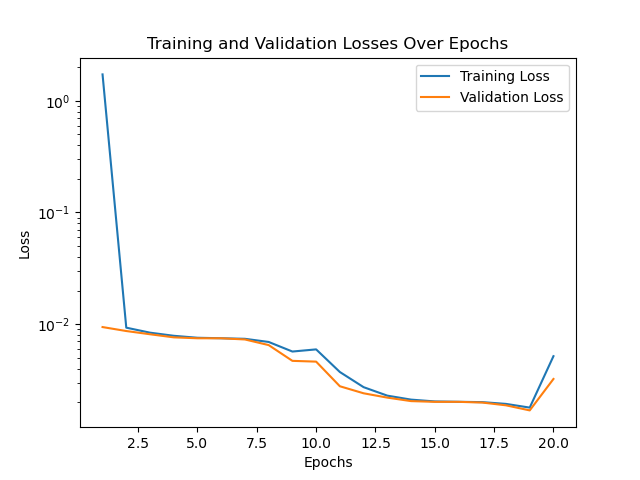 Training and Validation Losses Over Epochs
Training Loss
Validation Loss
10⁰
10⁻¹
10⁻²
Loss
2.5 5.0 7.5 10.0 12.5 15.0 17.5 20.0
Epochs